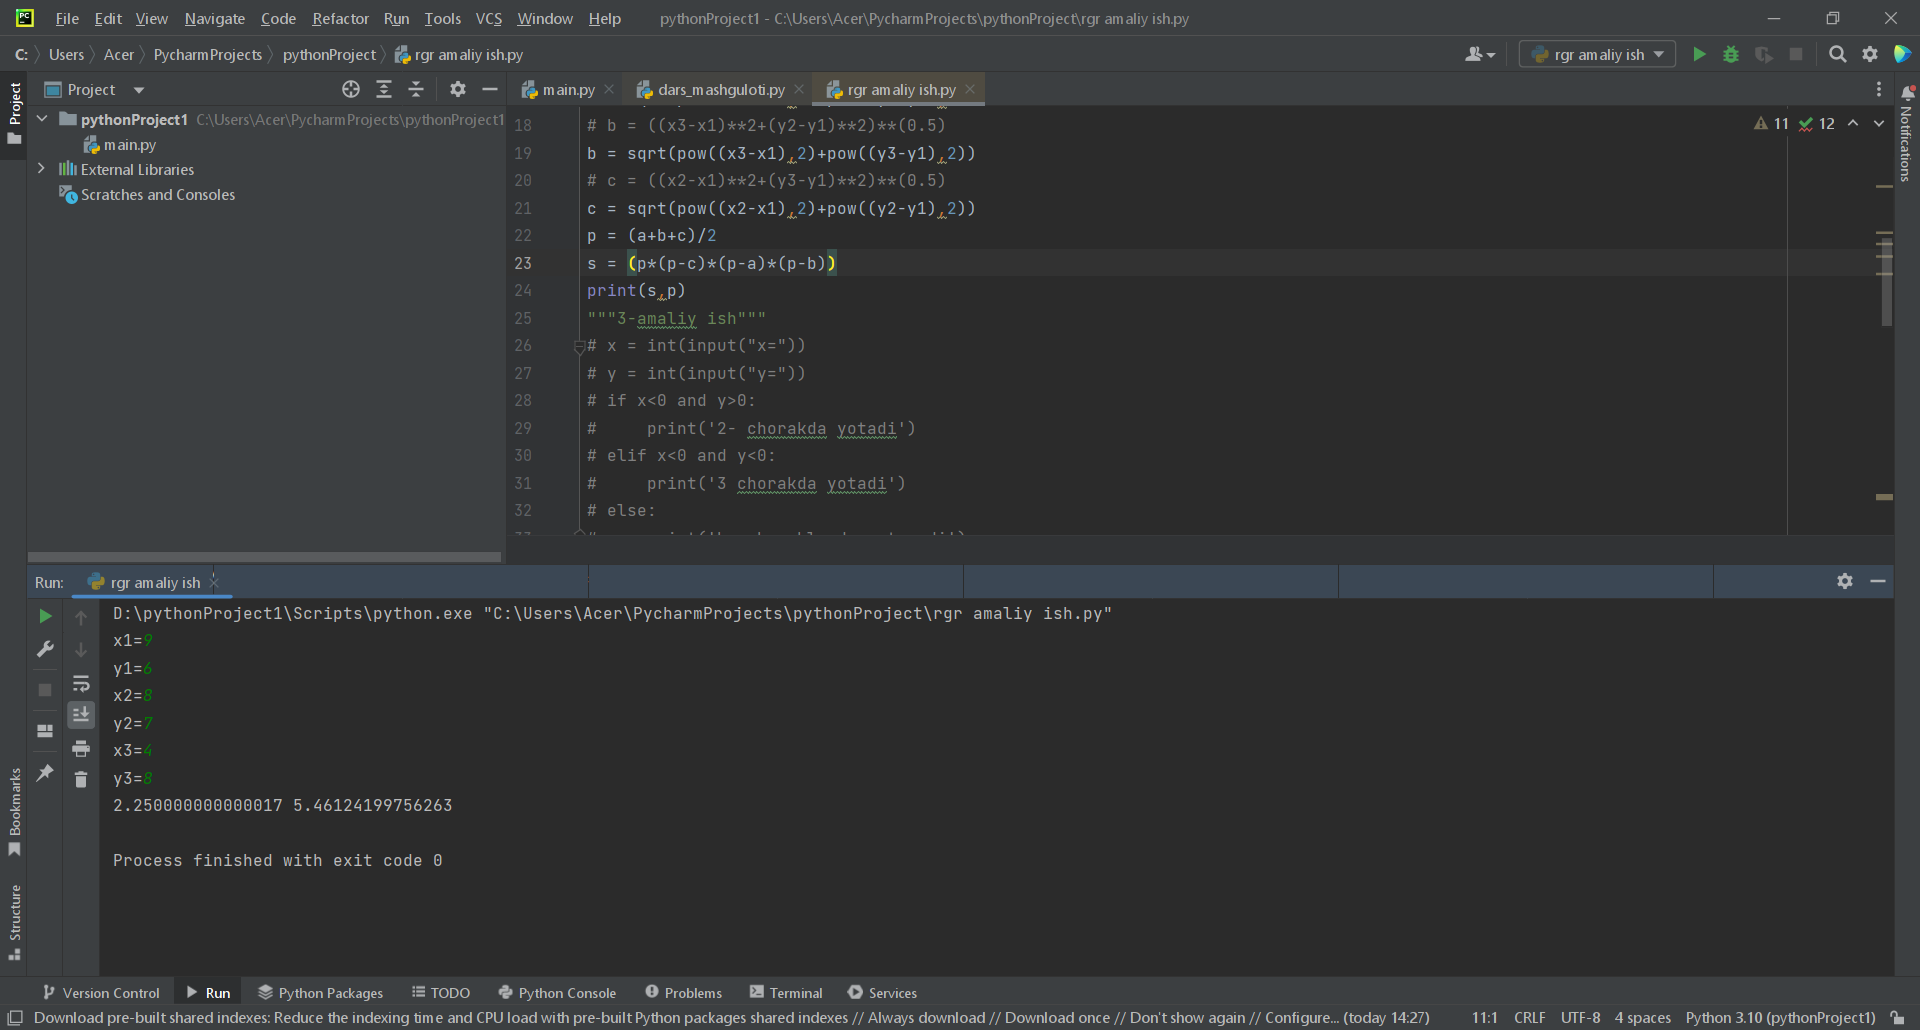 File Edit View Navigate Code Refactor Run Tools VCS Window Help pythonProject1 - C:\Users\Acer\PycharmProjects\pythonProject\rgr amaliy ish.py
C: Users Acer PycharmProjects pythonProject rgr amaliy ish.py rgr amaliy ish
Project
Project main.py dars_mashguloti.py rgr amaliy ish.py
Notifications
pythonProject1 C:\Users\Acer\PycharmProjects\pythonProject1
main.py
External Libraries
Scratches and Consoles
11 12
18 # b = ((x3-x1)**2+(y2-y1)**2)**(0.5)
19 b = sqrt(pow((x3-x1),2)+pow((y3-y1),2))
20 # c = ((x2-x1)**2+(y3-y1)**2)**(0.5)
21 c = sqrt(pow((x2-x1),2)+pow((y2-y1),2))
22 p = (a+b+c)/2
23 s = (p*(p-c)*(p-a)*(p-b))
24 print(s,p)
25 """3-amaliy ish"""
26 # x = int(input("x="))
27 # y = int(input("y="))
28 # if x<0 and y>0:
29 #     print('2- chorakda yotadi')
30 # elif x<0 and y<0:
31 #     print('3 chorakda yotadi')
32 # else:
Run: rgr amaliy ish
D:\pythonProject1\Scripts\python.exe "C:\Users\Acer\PycharmProjects\pythonProject\rgr amaliy ish.py"
x1=9
y1=6
x2=8
y2=7
x3=4
y3=8
2.250000000000017 5.46124199756263
Process finished with exit code 0
Bookmarks
Structure
Version Control Run Python Packages TODO Python Console Problems Terminal Services
Download pre-built shared indexes: Reduce the indexing time and CPU load with pre-built Python packages shared indexes // Always download // Download once // Don't show again // Configure... (today 14:27) 11:1 CRLF UTF-8 4 spaces Python 3.10 (pythonProject1)